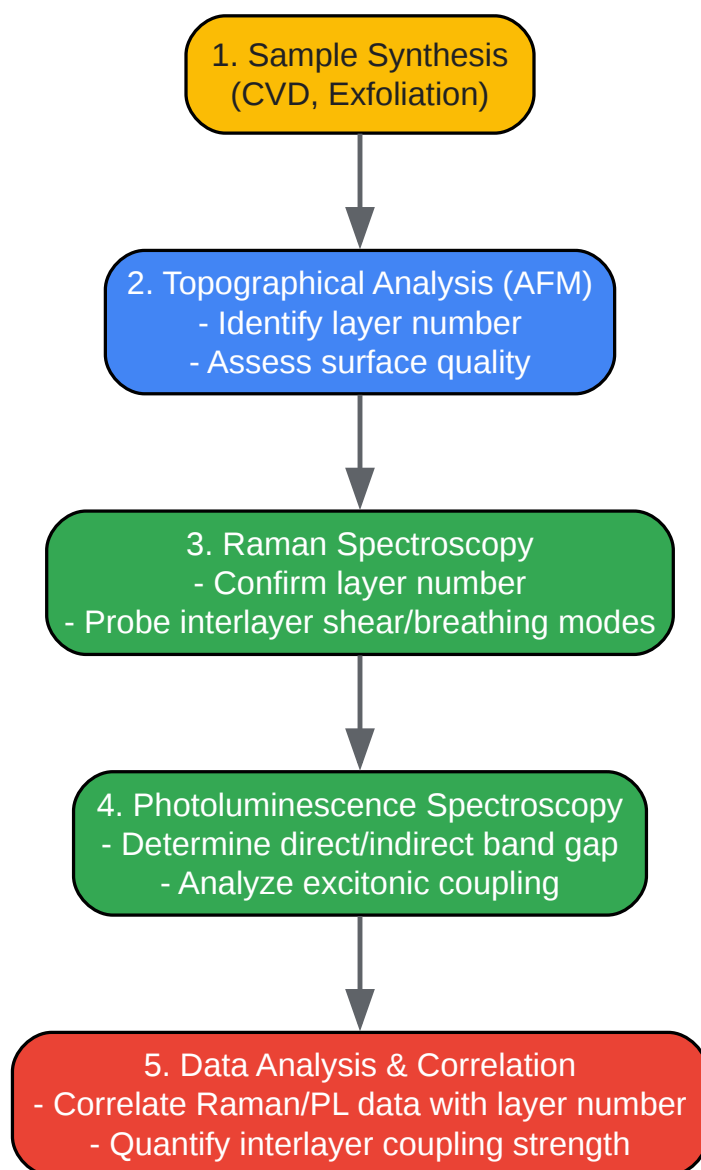 1. Sample Synthesis
(CVD, Exfoliation)
2. Topographical Analysis (AFM)
- Identify layer number
- Assess surface quality
3. Raman Spectroscopy
- Confirm layer number
- Probe interlayer shear/breathing modes
4. Photoluminescence Spectroscopy
- Determine direct/indirect band gap
- Analyze excitonic coupling
5. Data Analysis & Correlation
- Correlate Raman/PL data with layer number
- Quantify interlayer coupling strength